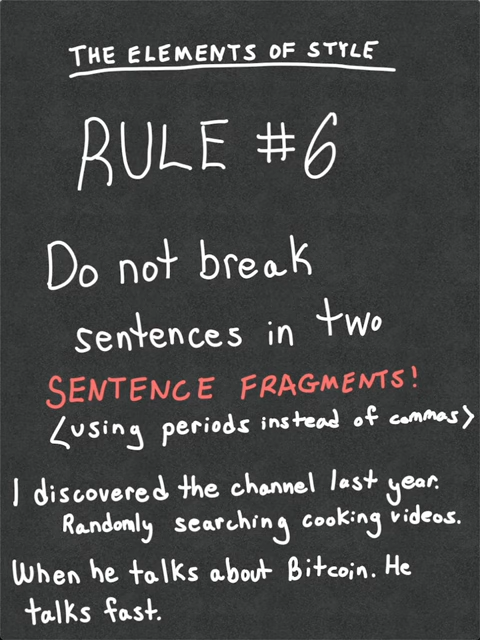 THE ELEMENTS OF STYLE
RULE #6
Do not break
sentences in two
SENTENCE FRAGMENTS!
<using periods instead of commas>
I discovered the channel last year.
Randomly searching cooking videos.
When he talks about Bitcoin. He
talks fast.